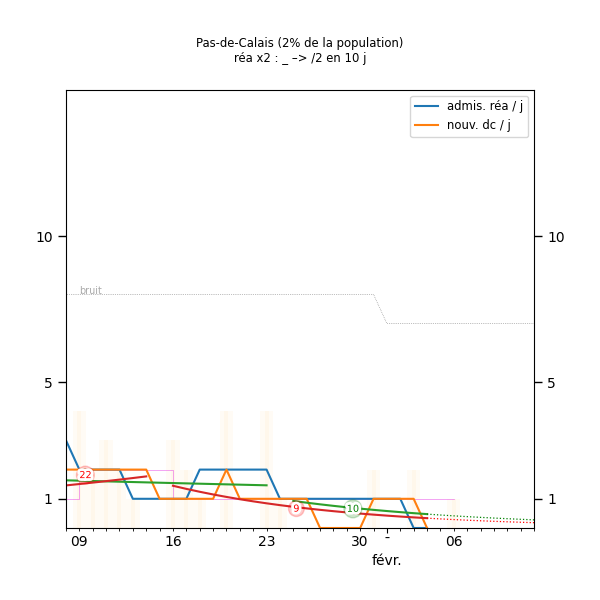 Pas-de-Calais (2% de la population)
réa x2 : _ –> /2 en 10 j
admis. réa / j
nouv. dc / j
10 10
bruit
5 5
22
1 1
9 10
09 16 23 30 - 06
févr.